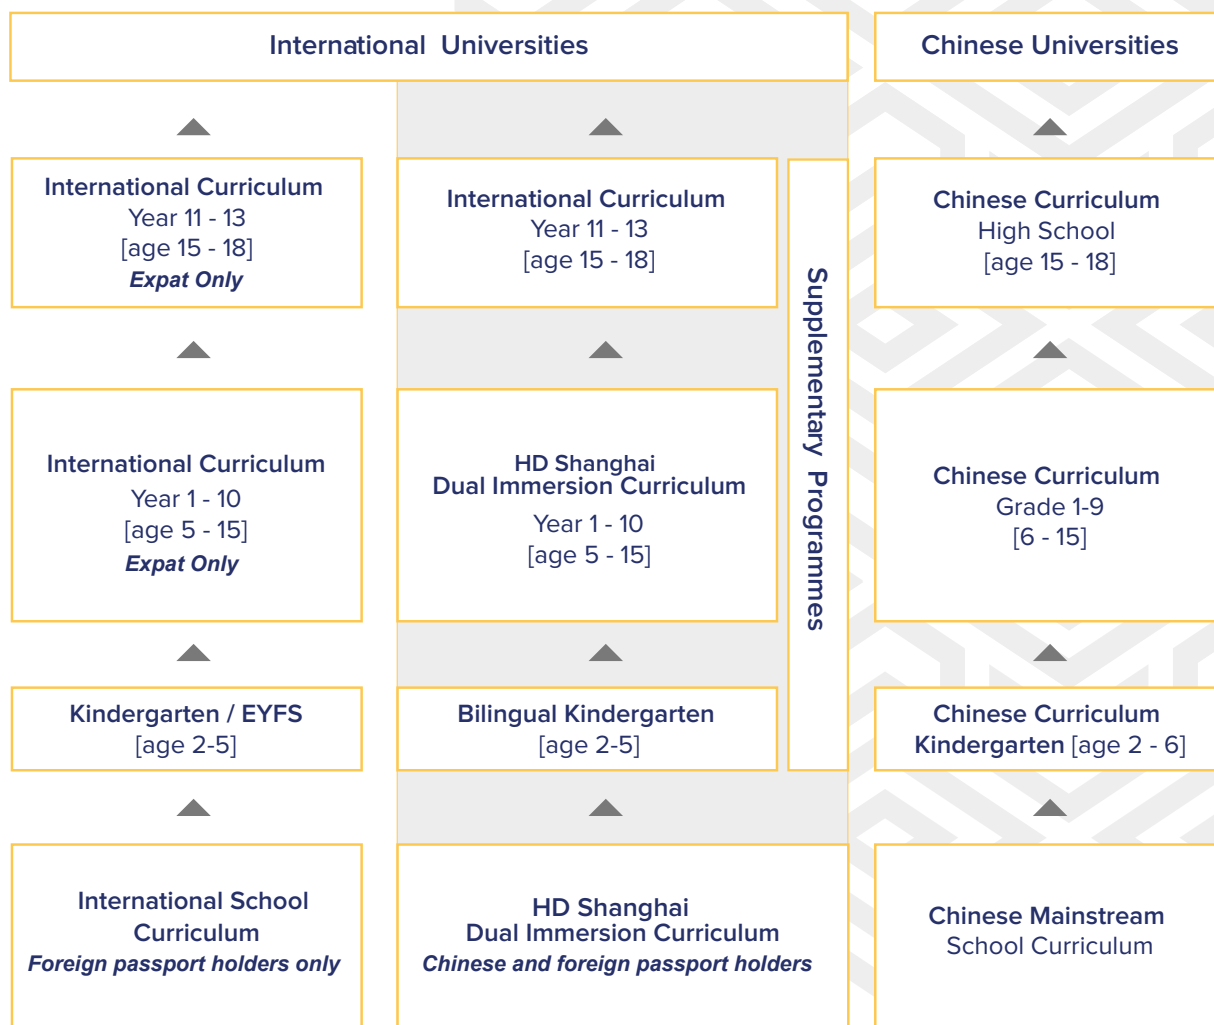 International Universities
Chinese Universities
International Curriculum
Year 11 - 13
[age 15 - 18]
Expat Only
International Curriculum
Year 11 - 13
[age 15 - 18]
Supplementary Programmes
Chinese Curriculum
High School
[age 15 - 18]
International Curriculum
Year 1 - 10
[age 5 - 15]
Expat Only
HD Shanghai
Dual Immersion Curriculum
Year 1 - 10
[age 5 - 15]
Chinese Curriculum
Grade 1-9
[6 - 15]
Kindergarten / EYFS
[age 2-5]
Bilingual Kindergarten
[age 2-5]
Chinese Curriculum
Kindergarten [age 2 - 6]
International School
Curriculum
Foreign passport holders only
HD Shanghai
Dual Immersion Curriculum
Chinese and foreign passport holders
Chinese Mainstream
School Curriculum